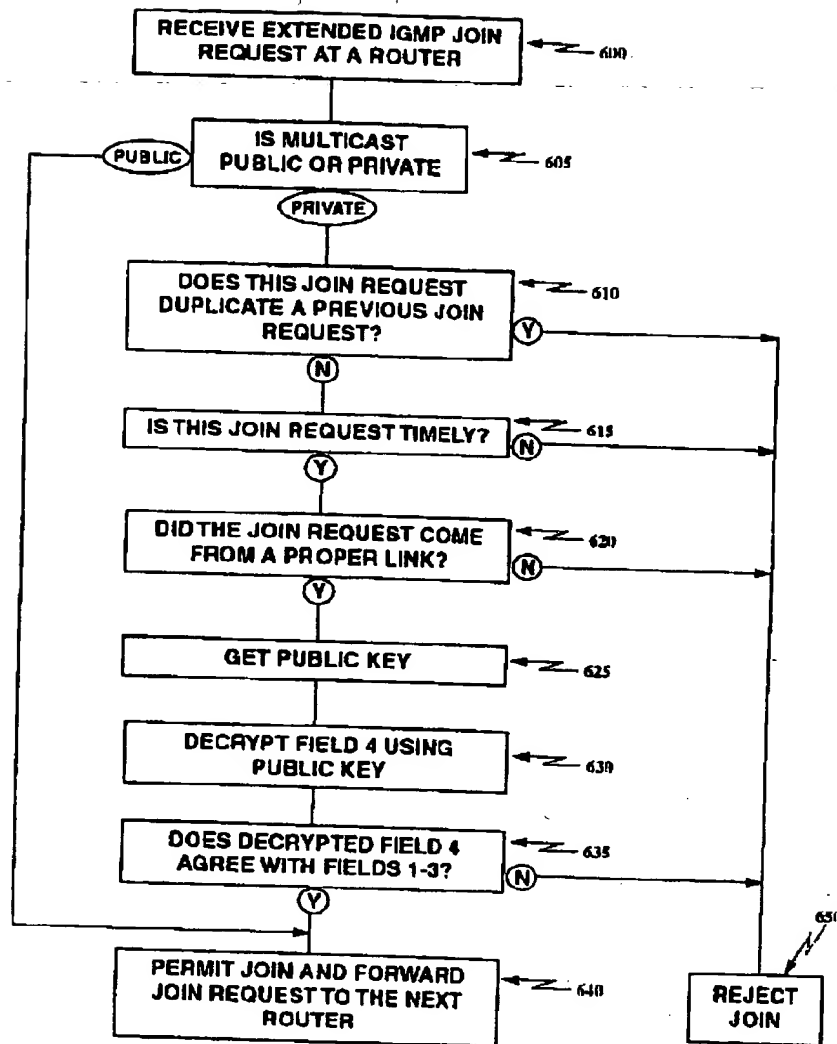 RECEIVE EXTENDED IGMP JOIN
REQUEST AT A ROUTER
600
IS MULTICAST
PUBLIC OR PRIVATE
605
PUBLIC
PRIVATE
DOES THIS JOIN REQUEST
DUPLICATE A PREVIOUS JOIN
REQUEST?
610
Y
N
IS THIS JOIN REQUEST TIMELY?
615
N
Y
DID THE JOIN REQUEST COME
FROM A PROPER LINK?
620
N
Y
GET PUBLIC KEY
625
DECRYPT FIELD 4 USING
PUBLIC KEY
630
DOES DECRYPTED FIELD 4
AGREE WITH FIELDS 1-3?
635
N
Y
PERMIT JOIN AND FORWARD
JOIN REQUEST TO THE NEXT
ROUTER
640
REJECT
JOIN